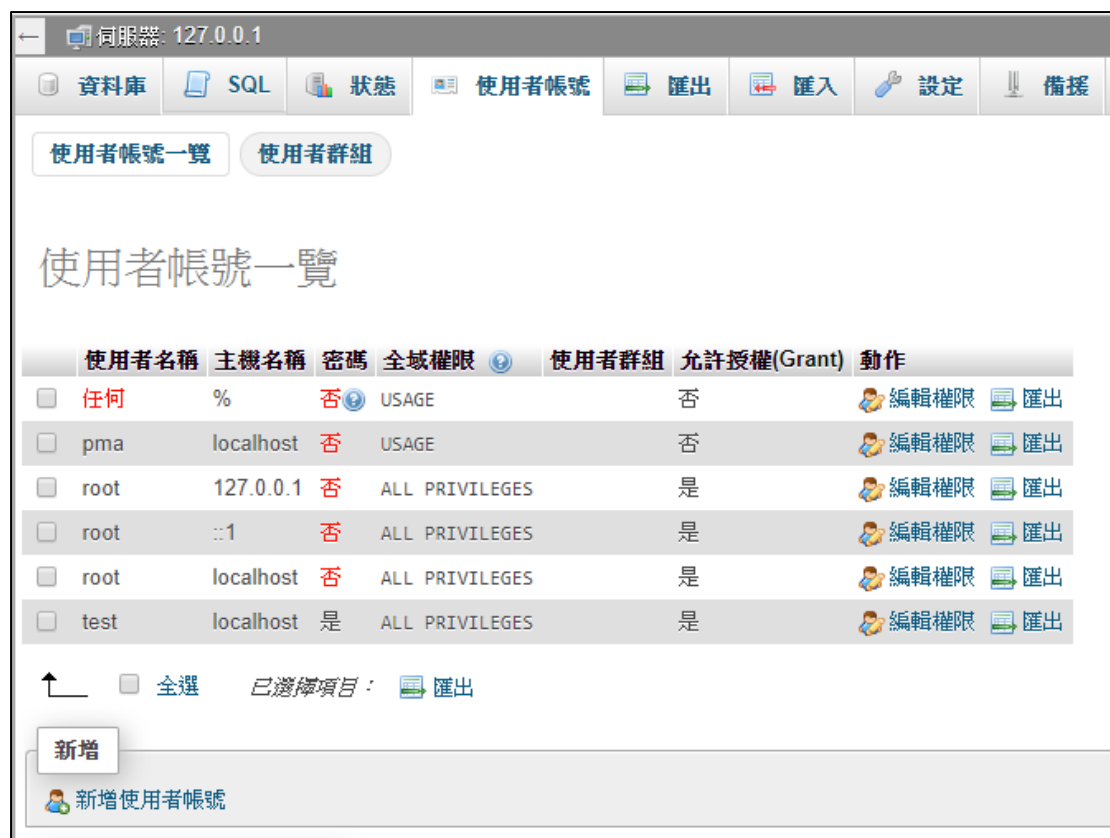 ← 伺服器: 127.0.0.1
資料庫 SQL 狀態 使用者帳號 匯出 匯入 設定 備援
使用者帳號一覽 使用者群組
使用者帳號一覽
使用者名稱 主機名稱 密碼 全域權限 使用者群組 允許授權(Grant) 動作
任何 % 否 USAGE 否 編輯權限 匯出
pma localhost 否 USAGE 否 編輯權限 匯出
root 127.0.0.1 否 ALL PRIVILEGES 是 編輯權限 匯出
root ::1 否 ALL PRIVILEGES 是 編輯權限 匯出
root localhost 否 ALL PRIVILEGES 是 編輯權限 匯出
test localhost 是 ALL PRIVILEGES 是 編輯權限 匯出
全選 已選擇項目： 匯出
新增
新增使用者帳號